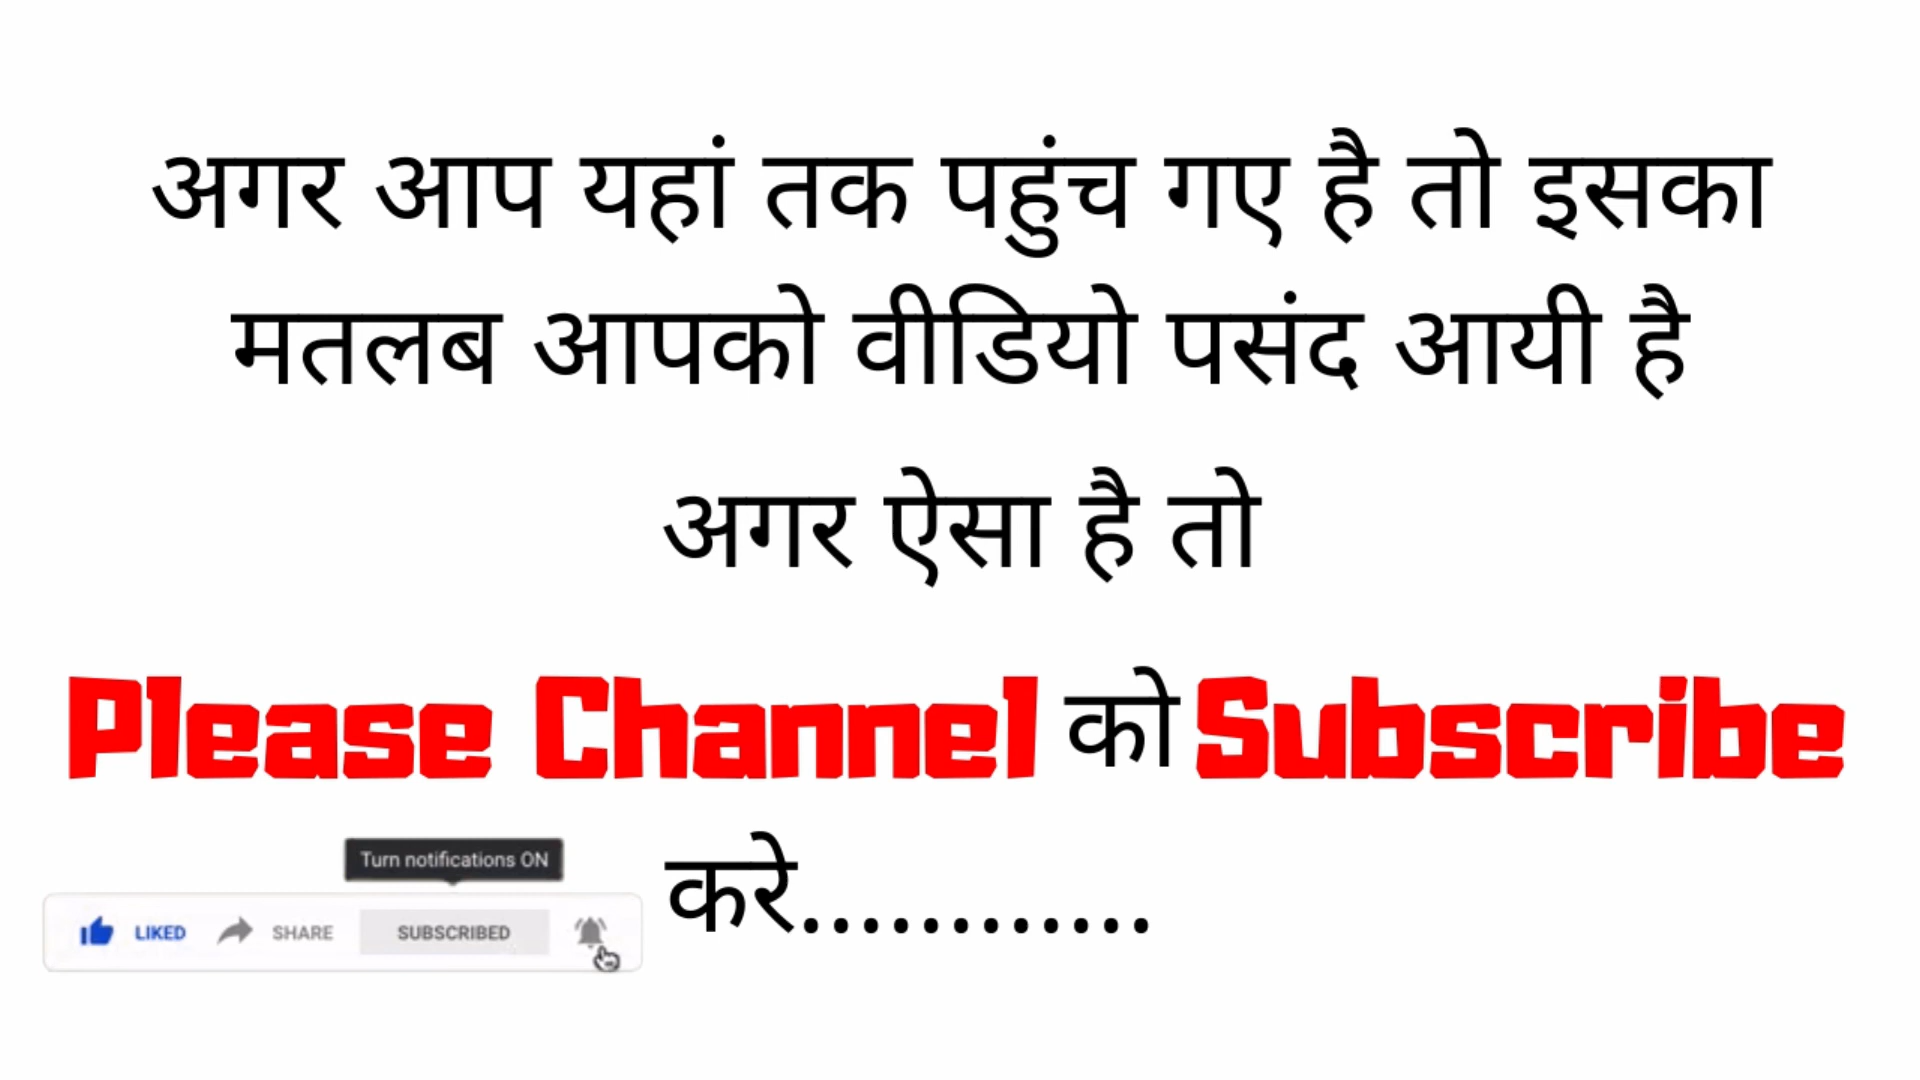 अगर आप यहां तक पहुंच गए है तो इसका
मतलब आपको वीडियो पसंद आयी है
अगर ऐसा है तो
Please Channel को Subscribe
करे............
Turn notifications ON
LIKED SHARE SUBSCRIBED